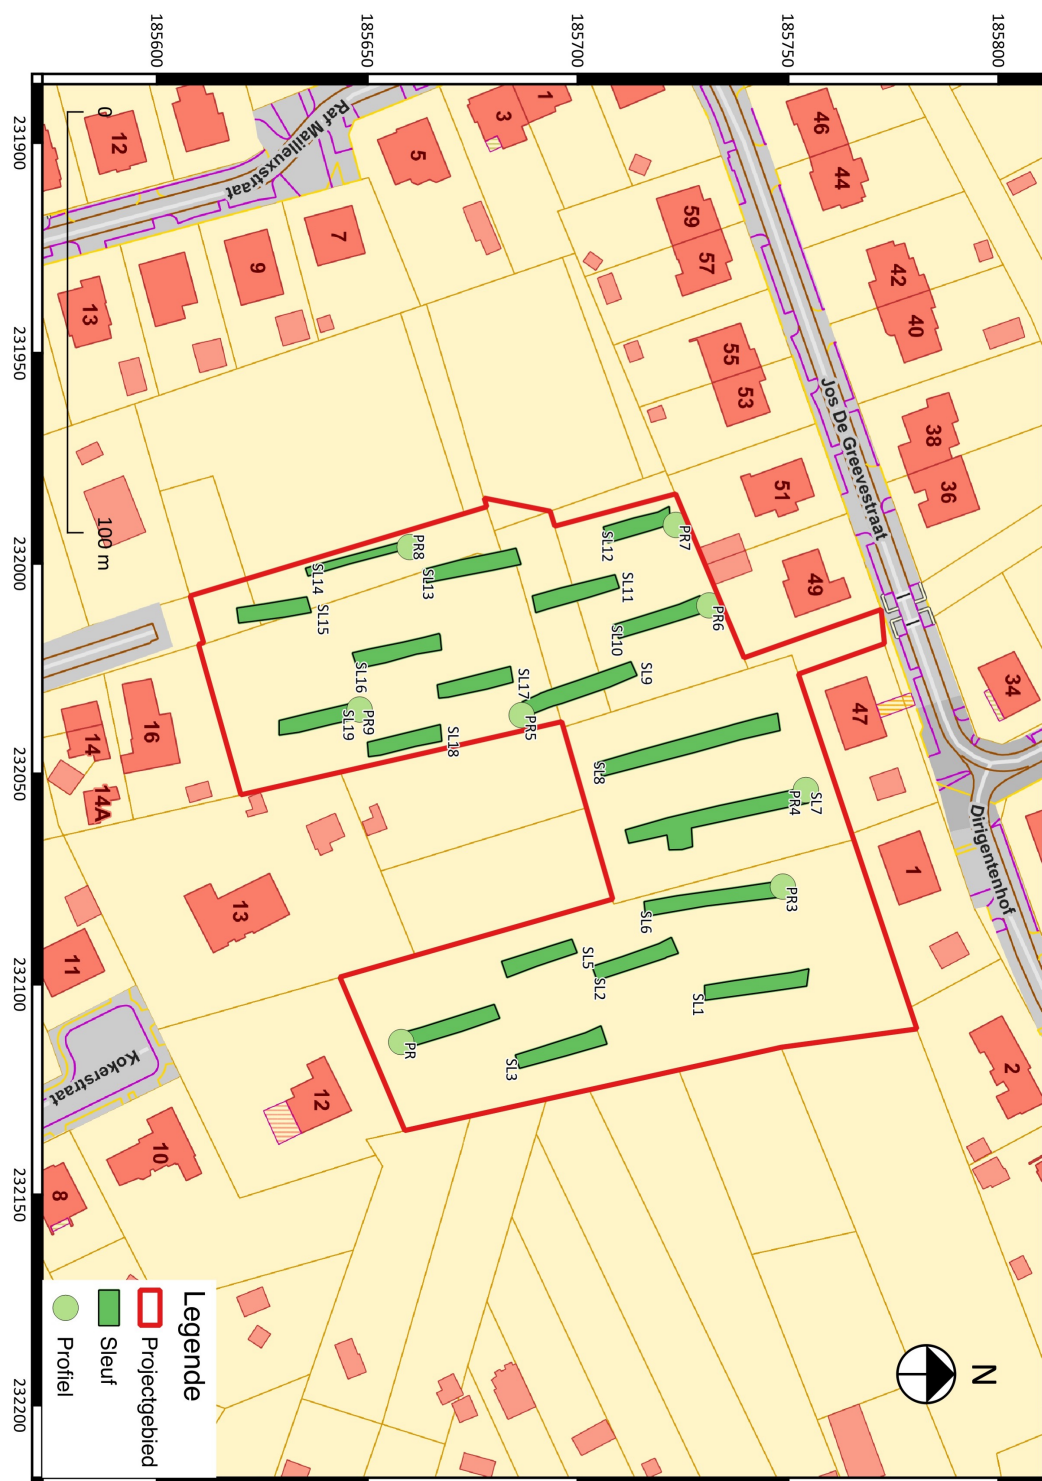 185600
185650
185700
185750
185800
231900
231950
232000
232050
232100
232150
232200
0
100 m
Raf Mailleuxstraat
Jos De Greevestraat
Dirigentenhof
Kokerstraat
12
3
1
5
7
9
13
46
44
59
57
42
40
55
53
38
36
51
49
34
47
1
2
14
16
14A
13
11
12
10
8
PR7
SL12
PR8
SL14
SL13
SL15
SL11
PR6
SL10
SL9
SL16
SL17
PR5
PR9
SL19
SL18
SL8
SL7
PR4
PR3
SL6
SL5
SL2
SL1
PR
SL3
N
Legende
Projectgebied
Sleuf
Profiel